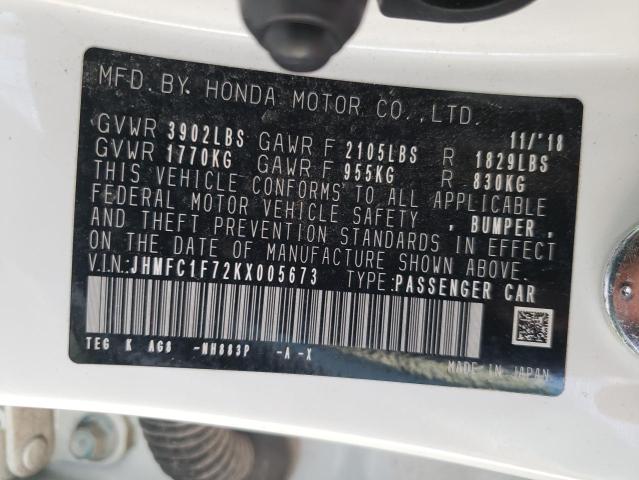 MFD. BY. HONDA MOTOR CO.,LTD.
11/'18
GVWR 3902LBS GAWR F 2105LBS R 1829LBS
GVWR 1770KG GAWR F 955KG R 830KG
THIS VEHICLE CONFORMS TO ALL APPLICABLE
FEDERAL MOTOR VEHICLE SAFETY , BUMPER ,
AND THEFT PREVENTION STANDARDS IN EFFECT
ON THE DATE OF MANUFACTURE SHOWN ABOVE.
V.I.N.:JHMFC1F72KX005673 TYPE:PASSENGER CAR
TEG K AG8 -NH883P -A -X
MADE IN JAPAN